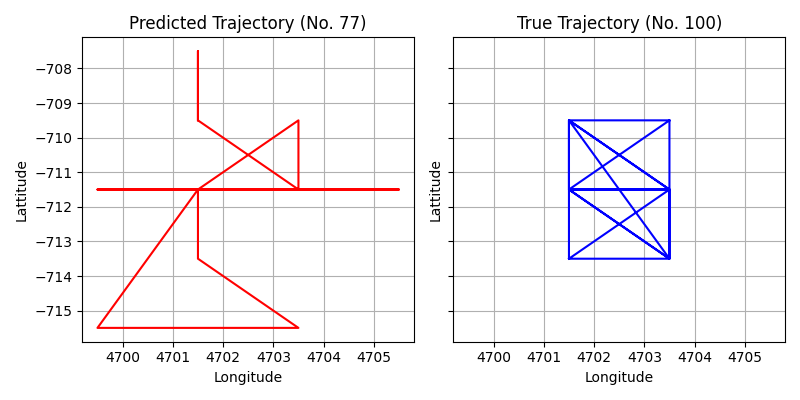 Predicted Trajectory (No. 77)
True Trajectory (No. 100)
Lattitude
−708
−709
−710
−711
−712
−713
−714
−715
4700 4701 4702 4703 4704 4705
Longitude
Lattitude
4700 4701 4702 4703 4704 4705
Longitude